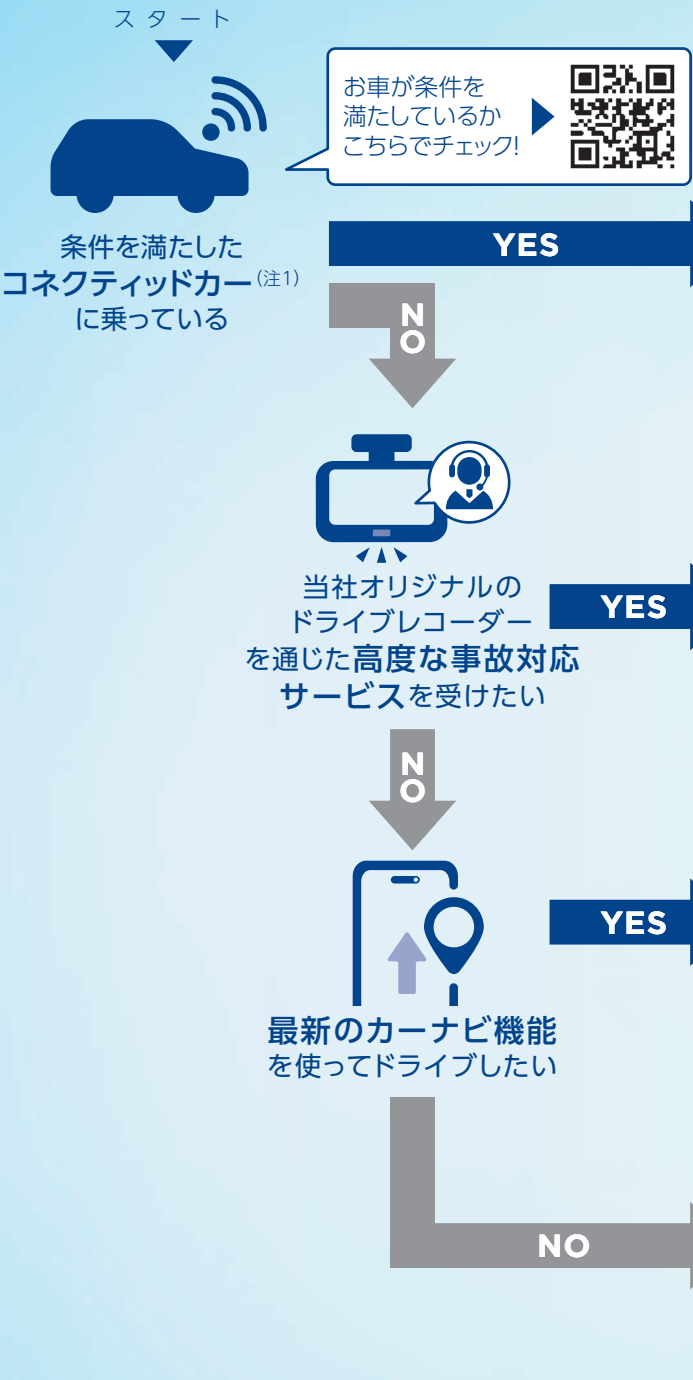 スタート
お車が条件を
満たしているか
こちらでチェック!
条件を満たした
コネクティッドカー(注1)
に乗っている
YES
NO
当社オリジナルの
ドライブレコーダー
を通じた高度な事故対応
サービスを受けたい
YES
NO
最新のカーナビ機能
を使ってドライブしたい
YES
NO